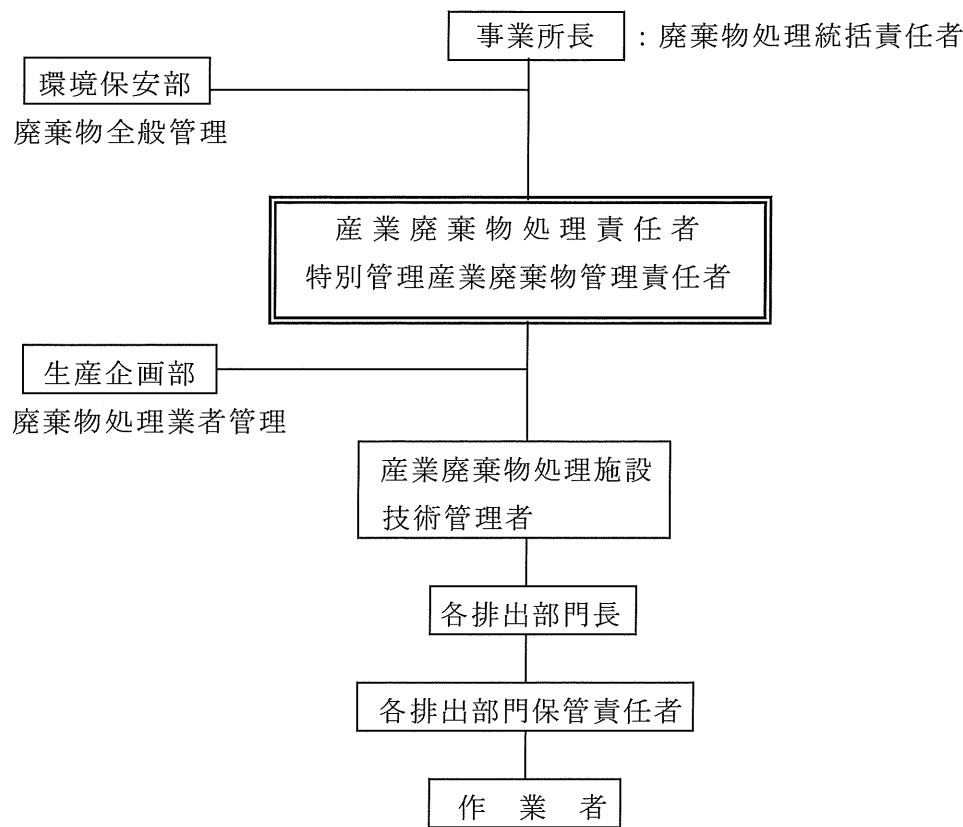 事業所長 : 廃棄物処理統括責任者
環境保安部
廃棄物全般管理
産業廃棄物処理責任者
特別管理産業廃棄物管理責任者
生産企画部
廃棄物処理業者管理
産業廃棄物処理施設
技術管理者
各排出部門長
各排出部門保管責任者
作業者